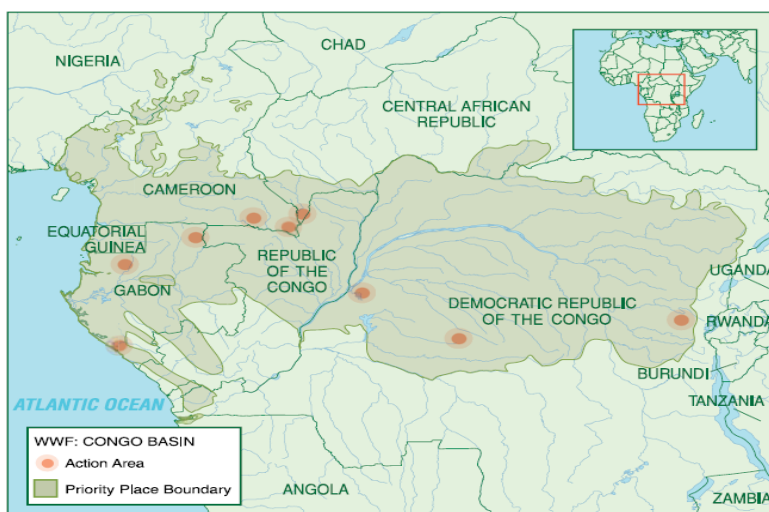 CHAD
NIGERIA
CENTRAL AFRICAN
REPUBLIC
CAMEROON
EQUATORIAL
GUINEA
REPUBLIC
OF THE
CONGO
GABON
UGANDA
DEMOCRATIC REPUBLIC
OF THE CONGO
RWANDA
BURUNDI
TANZANIA
ATLANTIC OCEAN
WWF: CONGO BASIN
Action Area
Priority Place Boundary
ANGOLA
ZAMBIA